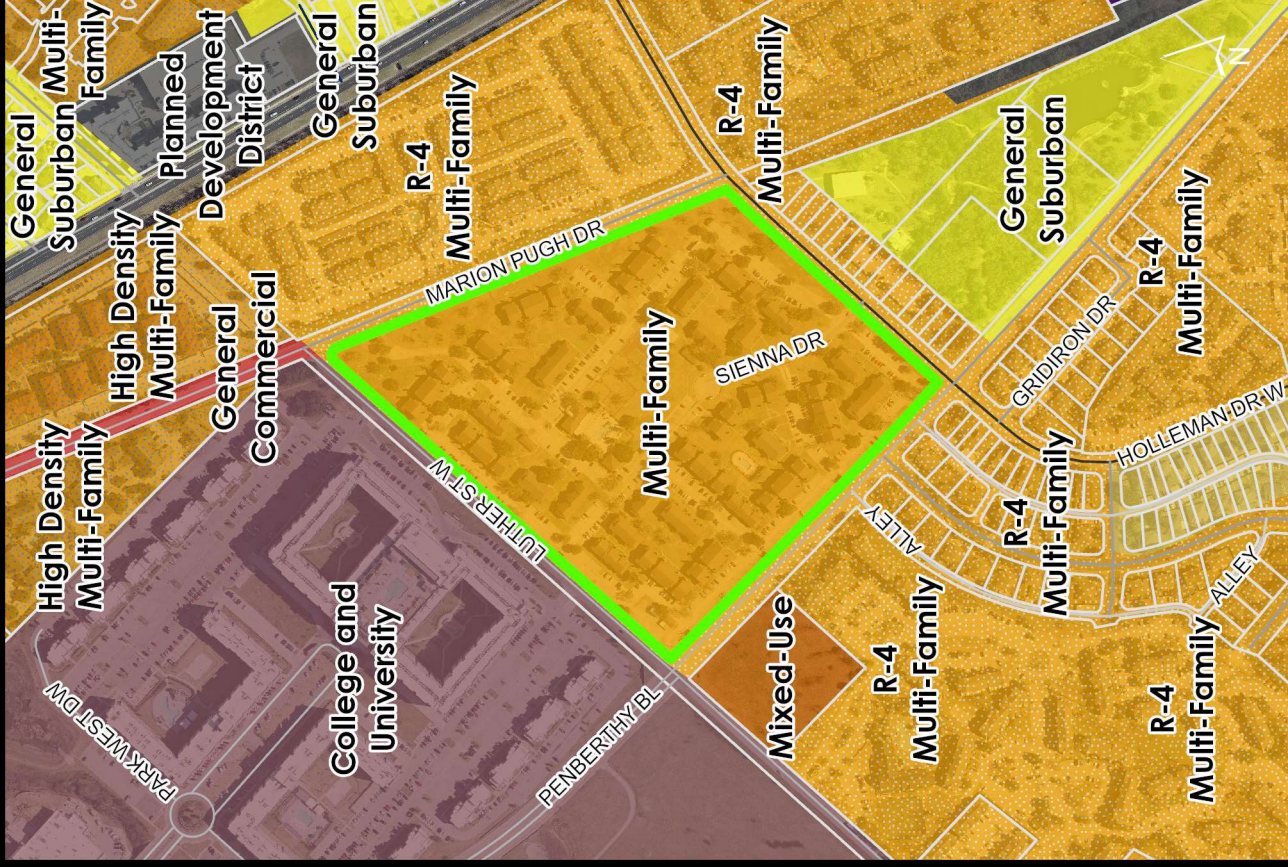 General
Suburban
Multi-
Family
Planned
Development
District
General
Suburban
High Density
Multi-Family
General
Commercial
High Density
Multi-Family
R-4
Multi-Family
R-4
Multi-Family
General
Suburban
MARION PUGH DR
Multi-Family
SIENNA DR
LUTHER ST W
College and
University
PARK WEST DW
PENBERTHY BL
Mixed-Use
R-4
Multi-Family
ALLEY
R-4
Multi-Family
GRIDIRON DR
R-4
Multi-Family
HOLLEMAN DR W
ALLEY
R-4
Multi-Family
N